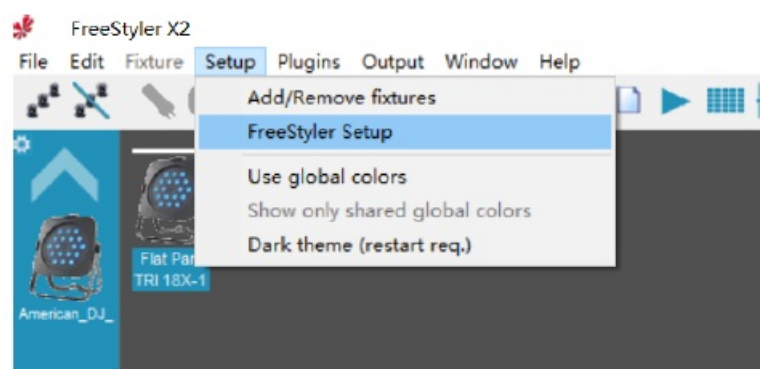 FreeStyler X2
File Edit Fixture Setup Plugins Output Window Help
Add/Remove fixtures
FreeStyler Setup
Use global colors
Show only shared global colors
Dark theme (restart req.)
Flat Par
TRI 18X-1
American_DJ_